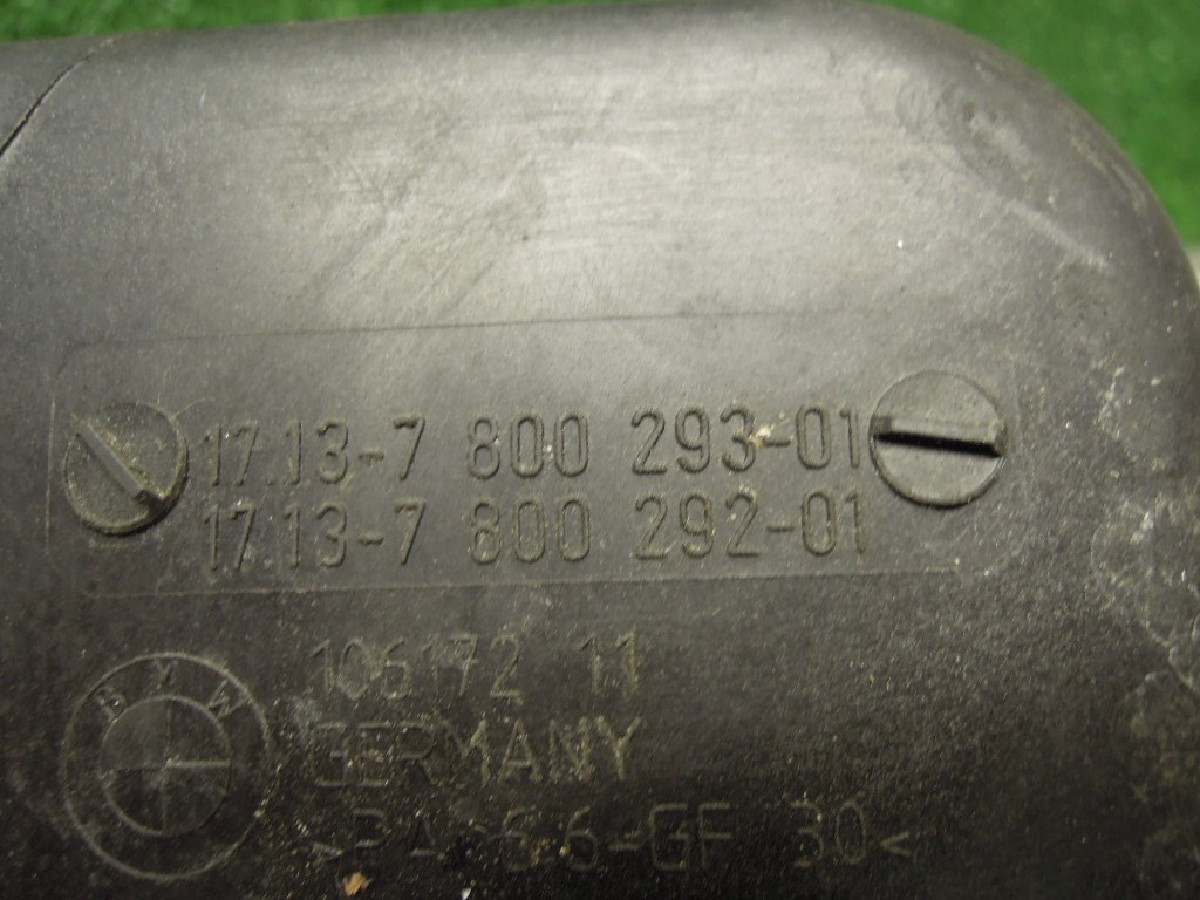 17.13-7 800 293-01
17.13-7 800 292-01
106172 11
BMW
GERMANY
>PA 6.6-GF 30<